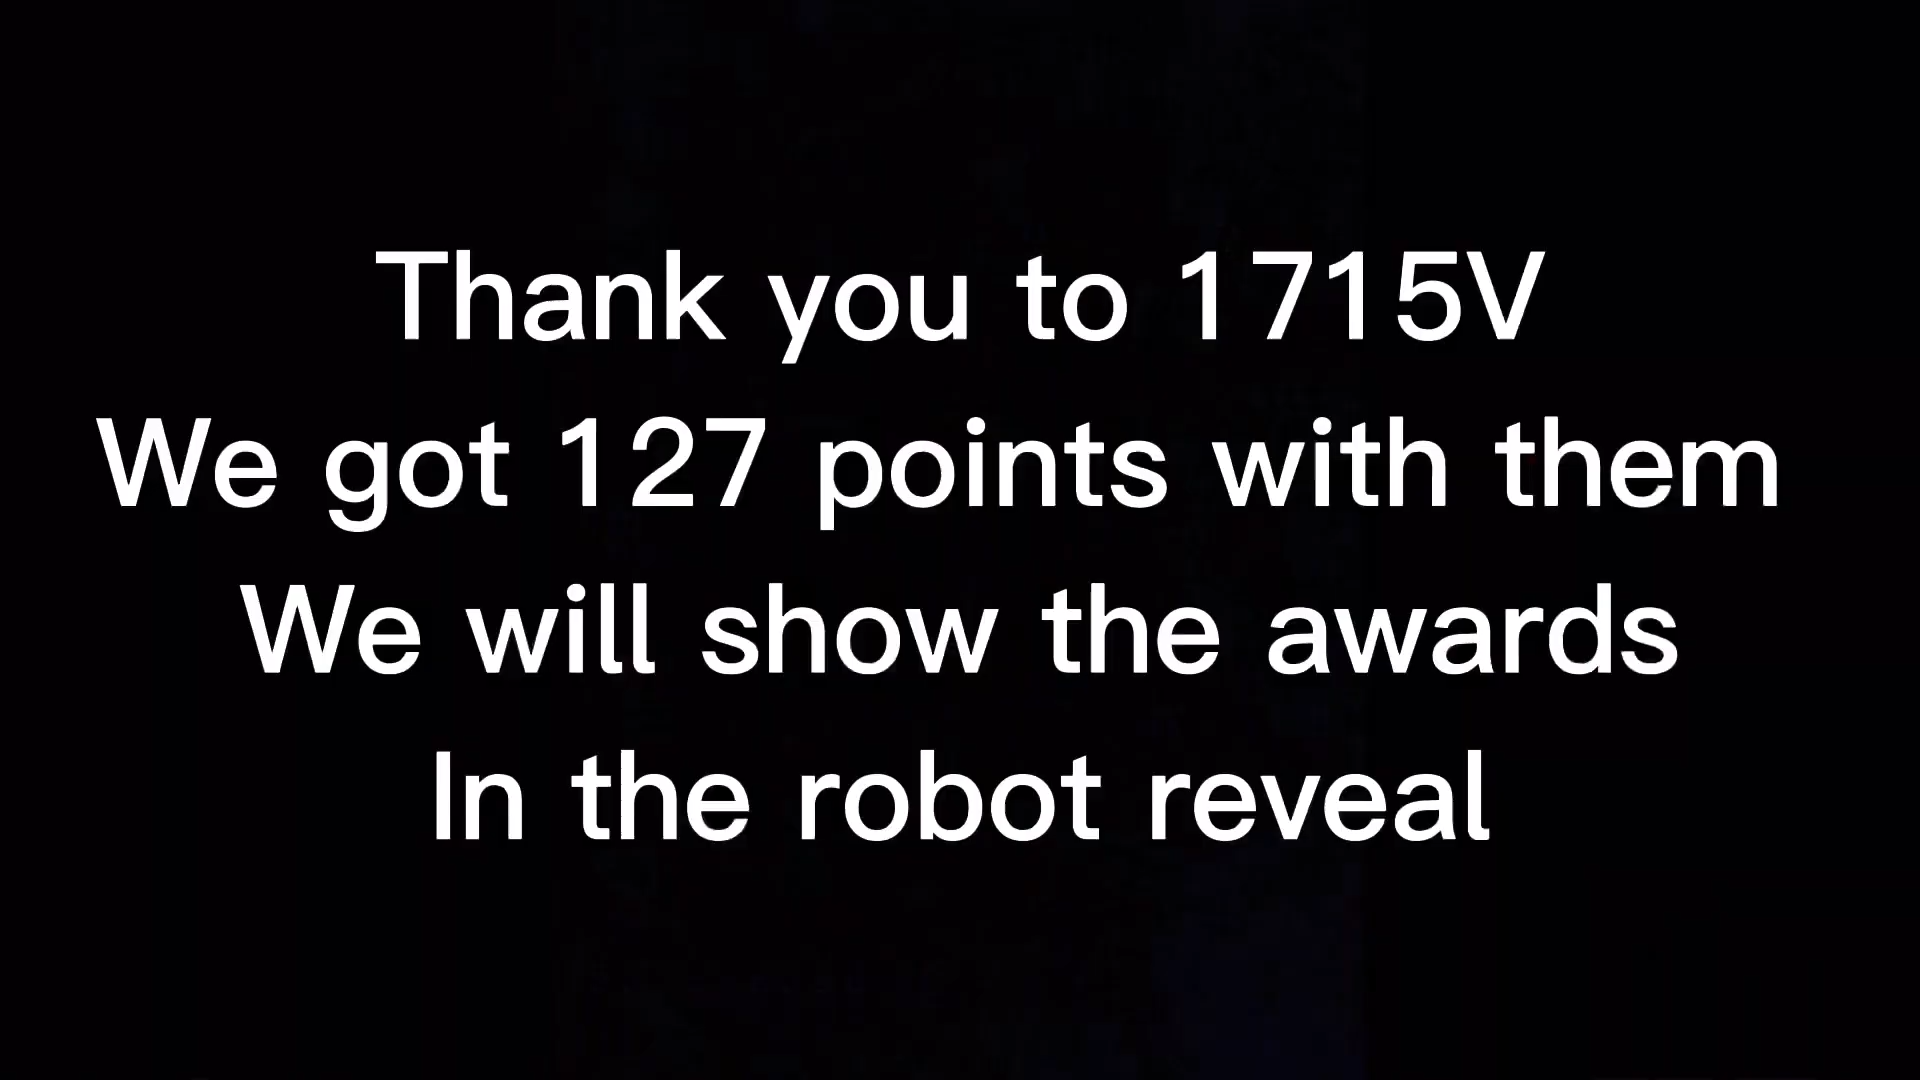 Thank you to 1715V
We got 127 points with them
We will show the awards
In the robot reveal